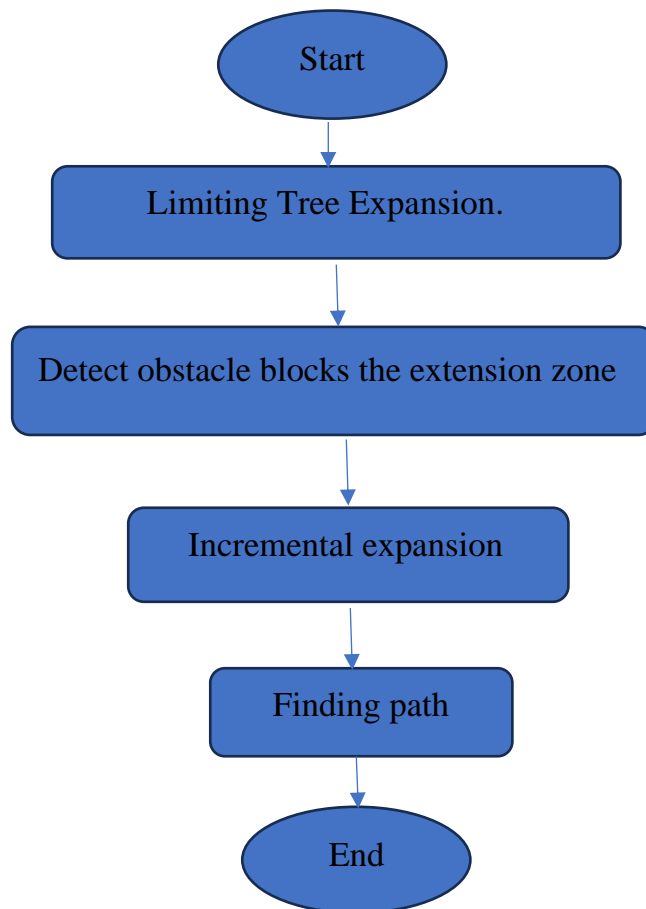 Start
Limiting Tree Expansion.
Detect obstacle blocks the extension zone
Incremental expansion
Finding path
End